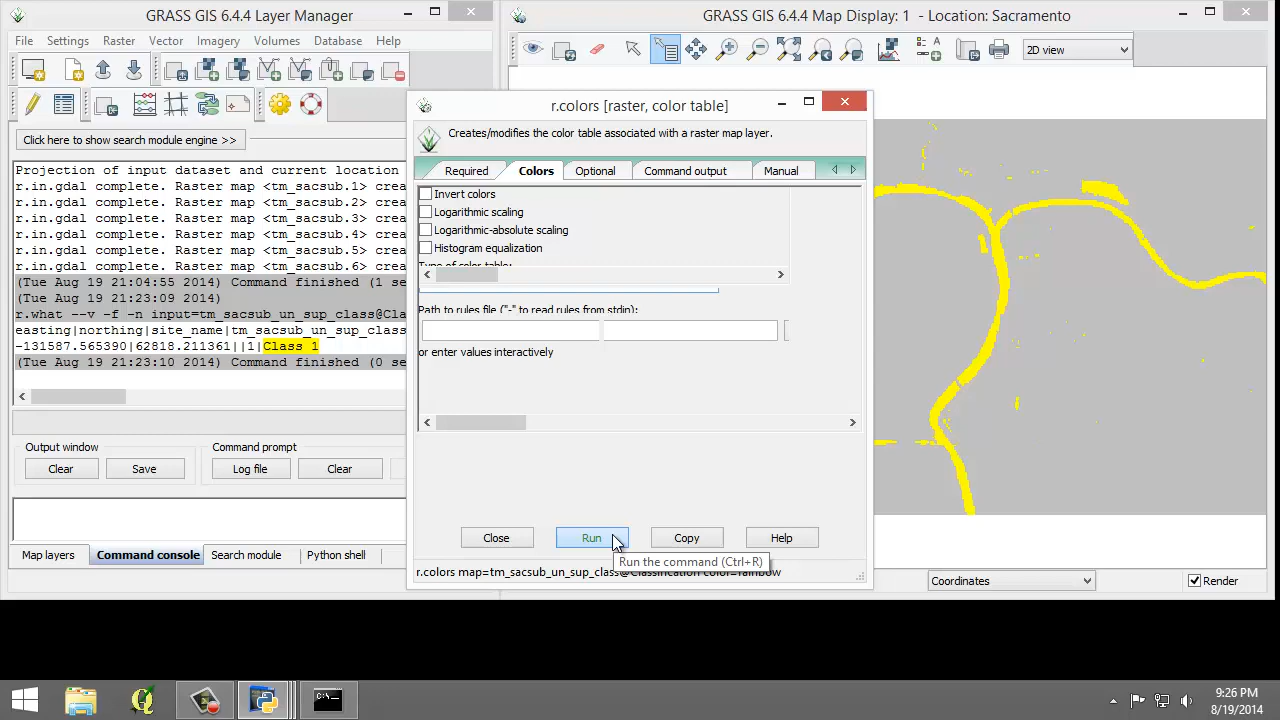 GRASS GIS 6.4.4 Layer Manager
GRASS GIS 6.4.4 Map Display: 1 - Location: Sacramento
File Settings Raster Vector Imagery Volumes Database Help
2D view
r.colors [raster, color table]
Click here to show search module engine >>
Creates/modifies the color table associated with a raster map layer.
Required Colors Optional Command output Manual
Projection of input dataset and current location
r.in.gdal complete. Raster map <tm_sacsub.1> crea
r.in.gdal complete. Raster map <tm_sacsub.2> crea
r.in.gdal complete. Raster map <tm_sacsub.3> crea
r.in.gdal complete. Raster map <tm_sacsub.4> crea
r.in.gdal complete. Raster map <tm_sacsub.5> crea
r.in.gdal complete. Raster map <tm_sacsub.6> crea
(Tue Aug 19 21:04:55 2014) Command finished (1 se
(Tue Aug 19 21:23:09 2014)
r.what --v -f -n input=tm_sacsub_un_sup_class@Cla
easting|northing|site_name|tm_sacsub_un_sup_class
-131587.565390|62818.211361||1|Class 1
(Tue Aug 19 21:23:10 2014) Command finished (0 se
Invert colors
Logarithmic scaling
Logarithmic-absolute scaling
Histogram equalization
Type of color table:
Path to rules file ("-" to read rules from stdin):
or enter values interactively
Output window Command prompt
Clear Save Log file Clear
Close Run Copy Help
Run the command (Ctrl+R)
r.colors map=tm_sacsub_un_sup_class@Classification color=rainbow
Map layers Command console Search module Python shell
Coordinates Render
9:26 PM
8/19/2014